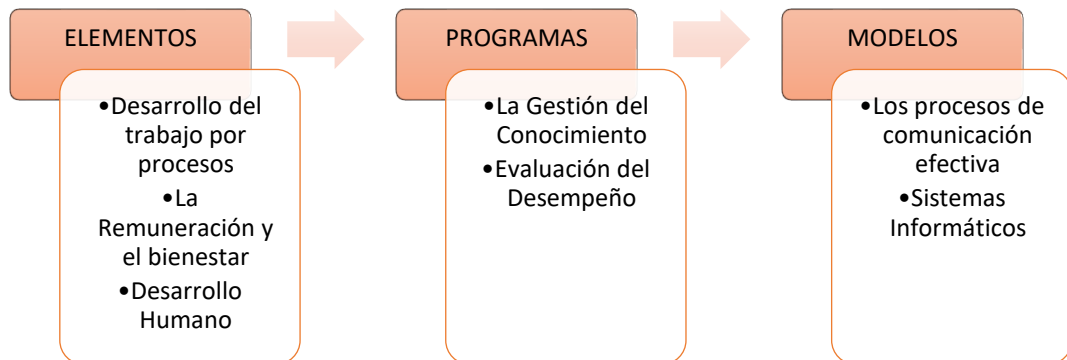 ELEMENTOS
•Desarrollo del
trabajo por
procesos
•La
Remuneración y
el bienestar
•Desarrollo
Humano
PROGRAMAS
•La Gestión del
Conocimiento
•Evaluación del
Desempeño
MODELOS
•Los procesos de
comunicación
efectiva
•Sistemas
Informáticos